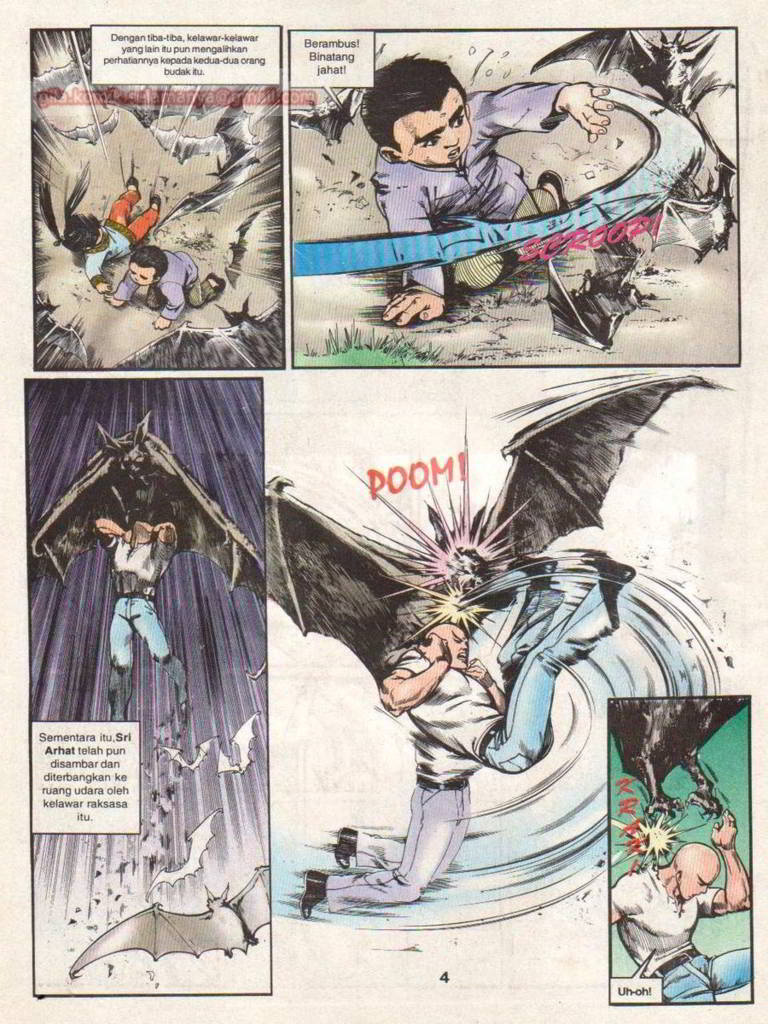 Dengan tiba-tiba, kelawar-kelawar
yang lain itu pun mengalihkan
perhatiannya kepada kedua-dua orang
budak itu.
Berambus!
Binatang
jahat!
SCROOP!
POOM!
Sementara itu, Sri
Arhat telah pun
disambar dan
diterbangkan ke
ruang udara oleh
kelawar raksasa
itu.
Uh-oh!
4